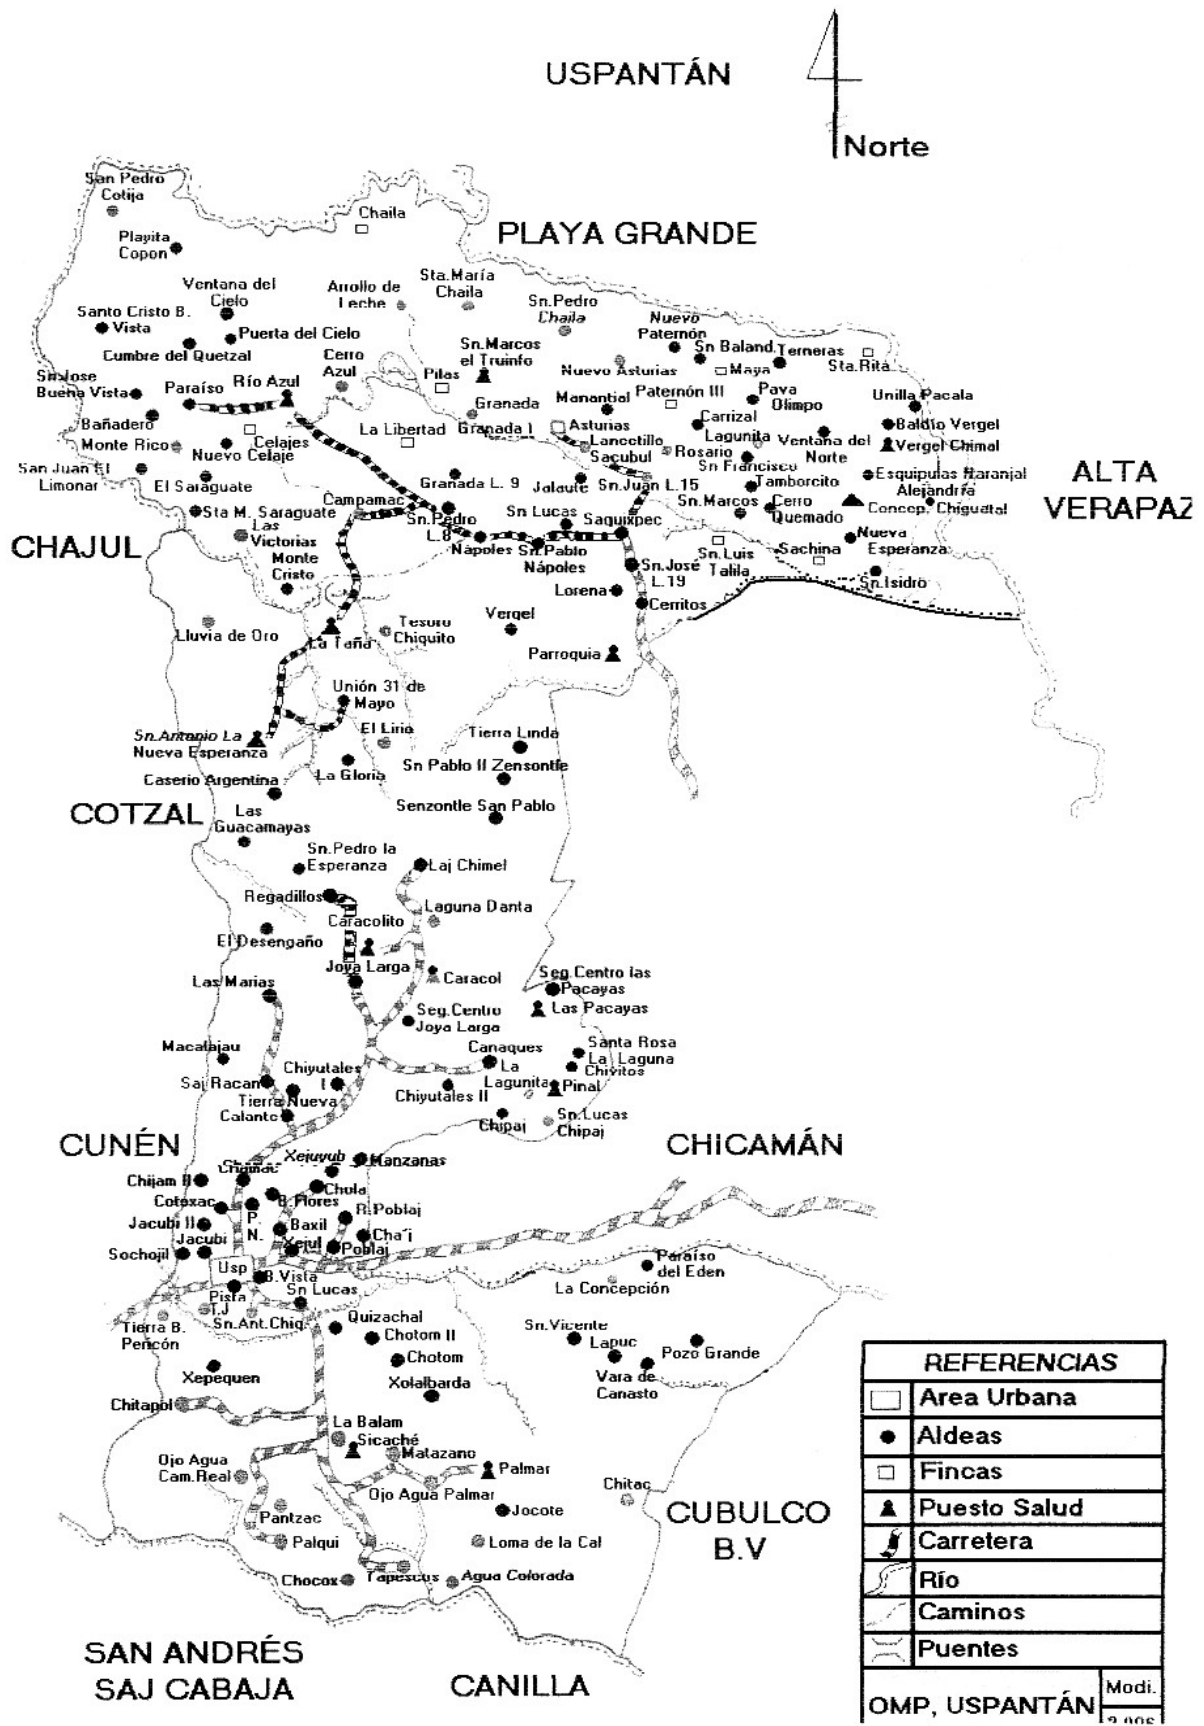 USPANTÁN
Norte
San Pedro
Cotija
Chaila
PLAYA GRANDE
Playita
Copon
Ventana del
Cielo
Arrollo de
Leche
Sta.María
Chaila
Sn.Pedro
Chaila
Santo Cristo B.
Vista
Puerta del Cielo
Nuevo
Paternón
Cumbre del Quetzal
Cerro
Azul
Sn.Marcos
el Truinfo
Sn Baland.
Terneras
Sta.Rita
Nuevo Asturias
Maya
Sn.Jose
Buena Vista
Paraíso
Río Azul
Pilas
Manantial
Paternón III
Pava
Olimpo
Unilla Pacala
Bañadero
Granada
Granada I
Asturias
Carrizal
Baldío Vergel
Monte Rico
Celajes
Nuevo Celaje
La Libertad
Lancetillo
Sacubul
Lagunita
Rosario
Ventana del
Norte
Vergel Chimal
San Juan El
Limonar
El Saraguate
Granada L. 9
Jalaute
Sn.Juan L.15
Sn Francisco
Tamborcito
Esquipulas Naranjal
Alejandría
ALTA
VERAPAZ
Campamac
Sta M. Saraguate
Sn.Pedro
L.8
Sn Lucas
Saquixpec
Sn.Marcos
Cerro
Quemado
Concep. Chiguatal
CHAJUL
Las
Victorias
Nápoles
Sn.Pablo
Nápoles
Sn.Luis
Talila
Sachina
Nueva
Esperanza
Monte
Cristo
Sn.José
L.19
Sn.Isidro
Lorena
Cerritos
Lluvia de Oro
La Taña
Tesoro
Chiquito
Vergel
Parroquia
Unión 31 de
Mayo
Sn.Antonio La
Nueva Esperanza
El Lirio
Tierra Linda
Caserio Argentina
La Gloria
Sn Pablo II Zensontle
COTZAL
Las
Guacamayas
Senzontle San Pablo
Sn.Pedro la
Esperanza
Laj Chimel
Regadillos
Caracolito
Laguna Danta
El Desengaño
Joya Larga
Las Marias
Caracol
Seg.Centro las
Pacayas
Las Pacayas
Seg.Centro
Joya Larga
Macalajau
Canaques
Santa Rosa
La Laguna
Chiyutales
I
Saj Racan
Tierra Nueva
Calante
Chiyutales II
La
Lagunita
Chivitos
Pinal
Chipaj
Sn.Lucas
Chipaj
CUNÉN
CHICAMÁN
Chamac
Xejuyub
Manzanas
Chijam II
Chola
Cotoxac
P.
N.
B.Flores
R.Poblaj
Jacubi II
Baxil
Cha´i
Sochojil
Jacubi
Xejul
Poblaj
Usp
B.Vista
Paraíso
del Eden
La Concepción
Pista
T.J
Sn Lucas
Tierra B.
Peñcón
Sn.Ant.Chiq.
Quizachal
Chotom II
Chotom
Sn.Vicente
Lapuc
Pozo Grande
Vara de
Canasto
Xepequen
Xolalbarda
Chitapol
La Balam
Sicaché
Matazano
Ojo Agua
Cam.Real
Palmar
Ojo Agua Palmar
Chitac
CUBULCO
B.V
Jocote
Pantzac
Palqui
Loma de la Cal
Chocox
Tapescus
Agua Colorada
SAN ANDRÉS
SAJ CABAJA
CANILLA
REFERENCIAS
Area Urbana
Aldeas
Fincas
Puesto Salud
Carretera
Río
Caminos
Puentes
OMP, USPANTÁN
Modi.